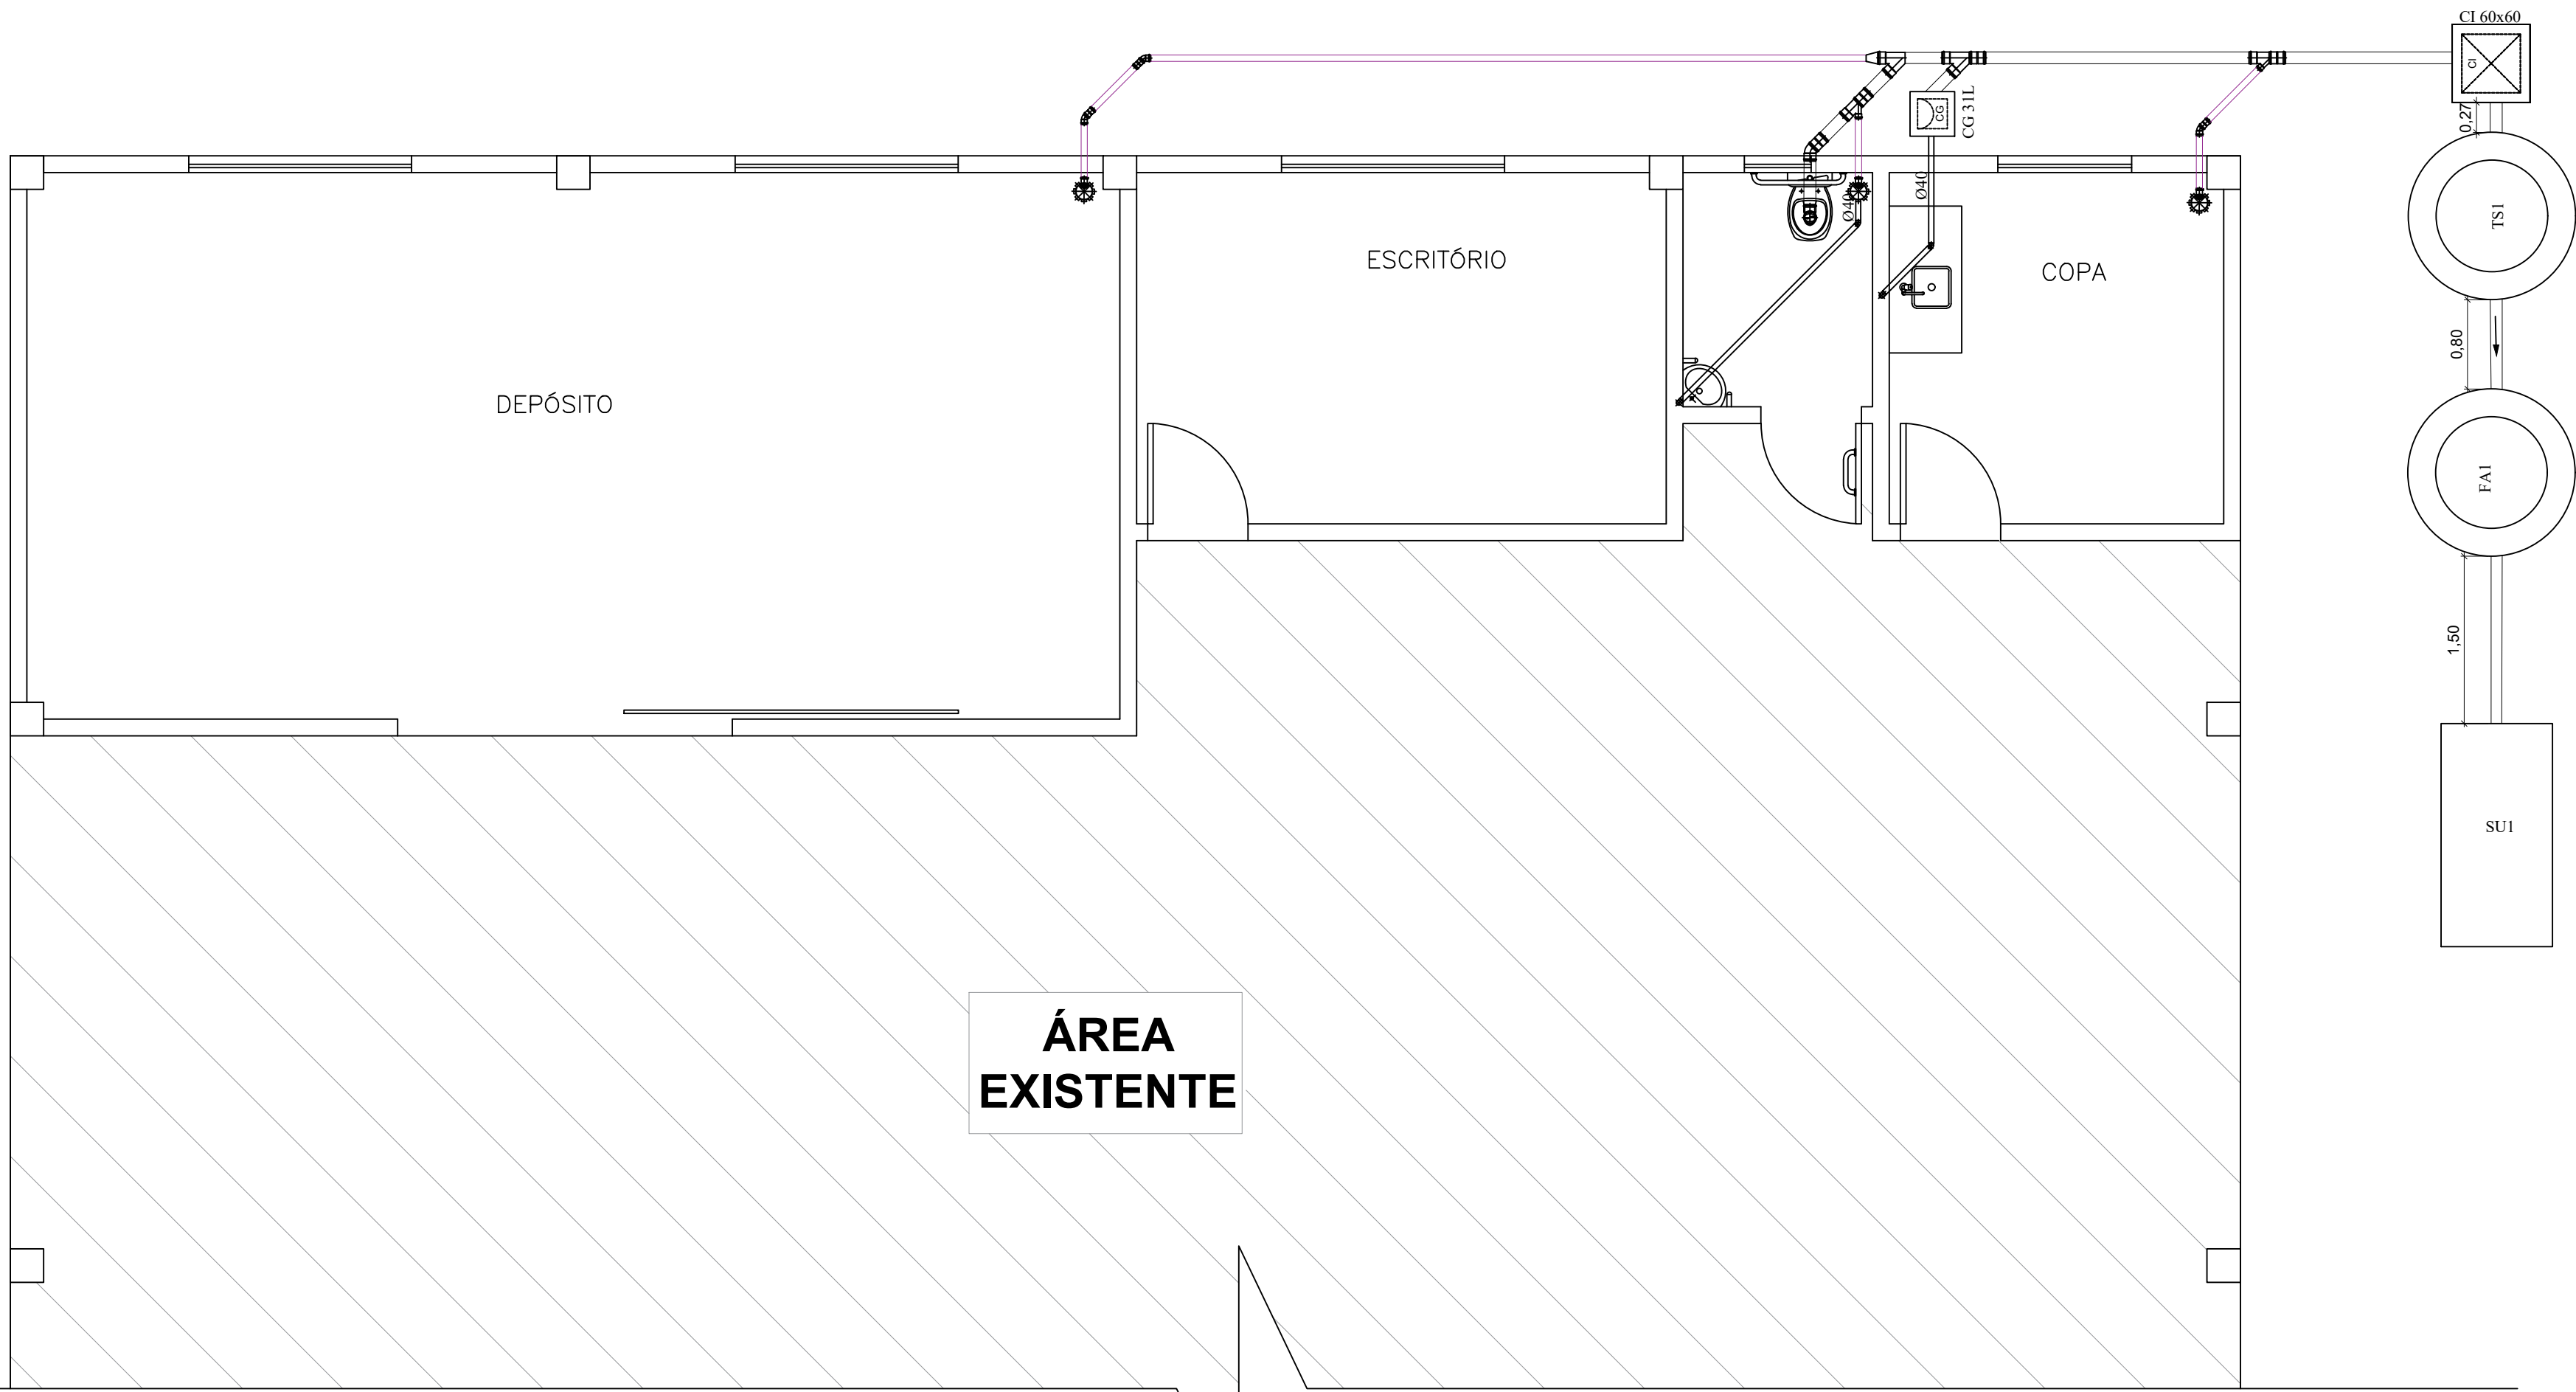 CI 60x60
CI
0,27
CG
CG 31L
Ø40
Ø40
TS1
ESCRITÓRIO
COPA
0,80
DEPÓSITO
FA1
1,50
SU1
ÁREA
EXISTENTE